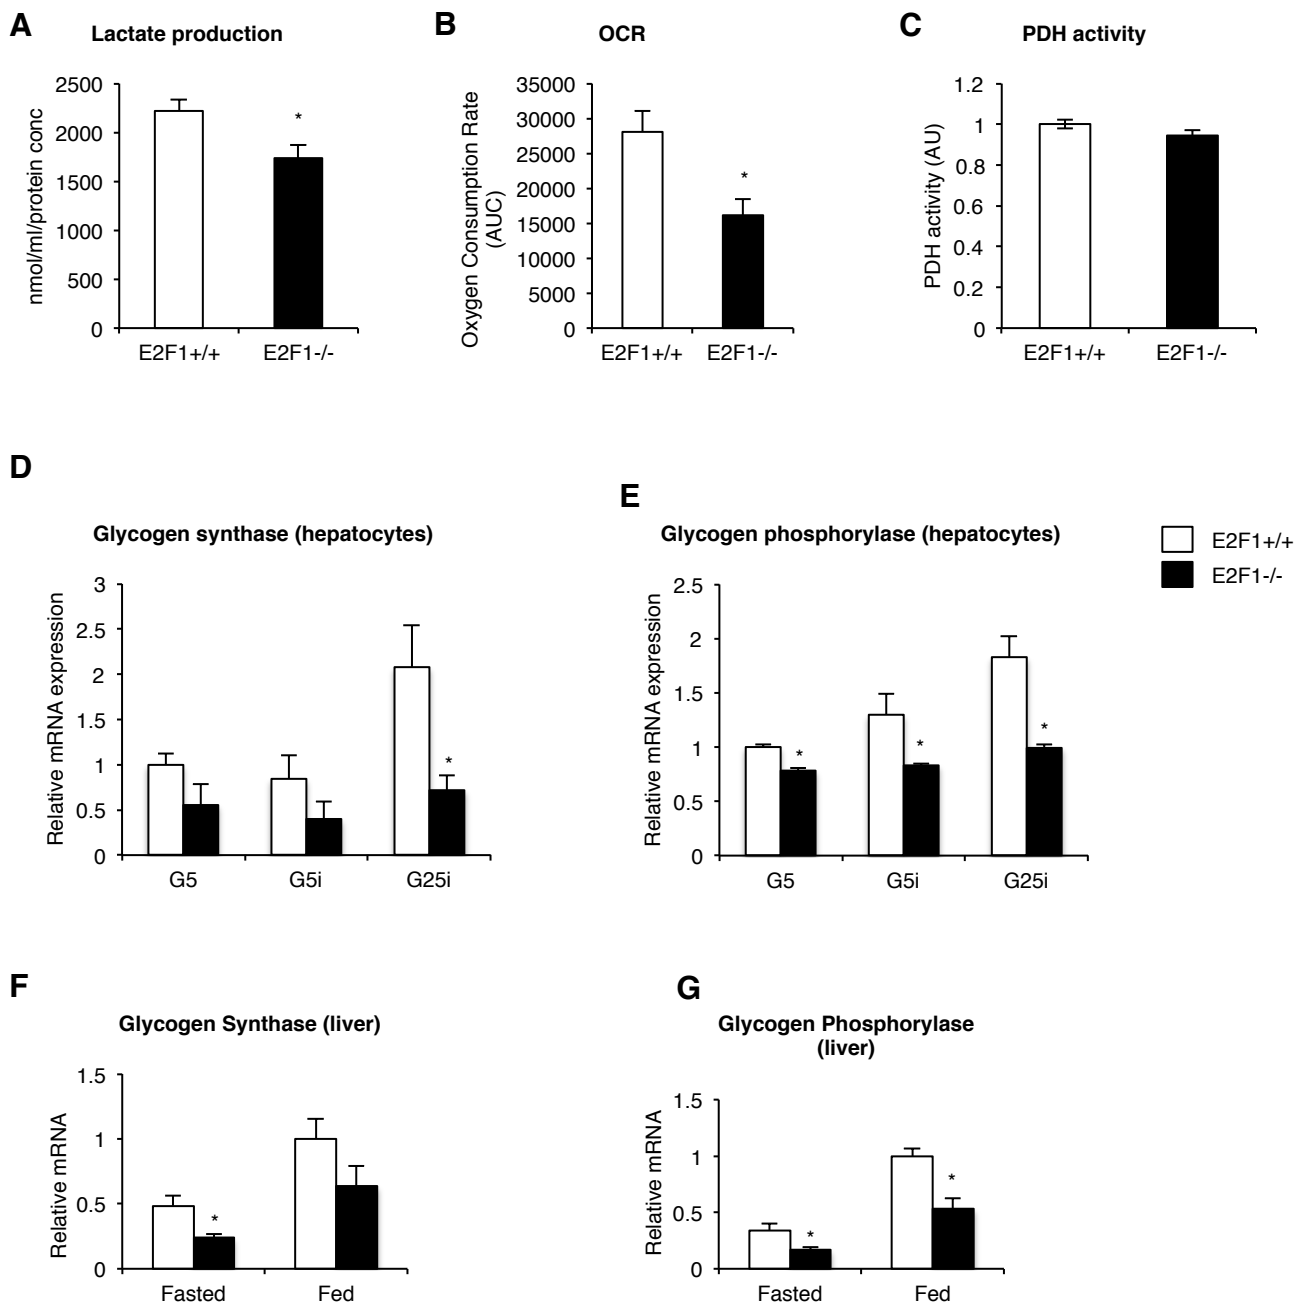 A
Lactate production
nmol/ml/protein conc
2500
2000
1500
1000
500
0
*
E2F1+/+
E2F1-/-
B
OCR
Oxygen Consumption Rate
(AUC)
35000
30000
25000
20000
15000
10000
5000
0
*
E2F1+/+
E2F1-/-
C
PDH activity
PDH activity (AU)
1.2
1
0.8
0.6
0.4
0.2
0
E2F1+/+
E2F1-/-
D
Glycogen synthase (hepatocytes)
Relative mRNA expression
3
2.5
2
1.5
1
0.5
0
*
G5
G5i
G25i
E
Glycogen phosphorylase (hepatocytes)
Relative mRNA expression
2.5
2
1.5
1
0.5
0
*
*
*
G5
G5i
G25i
E2F1+/+
E2F1-/-
F
Glycogen Synthase (liver)
Relative mRNA
1.5
1
0.5
0
*
Fasted
Fed
G
Glycogen Phosphorylase
(liver)
Relative mRNA
1.5
1
0.5
0
*
*
Fasted
Fed